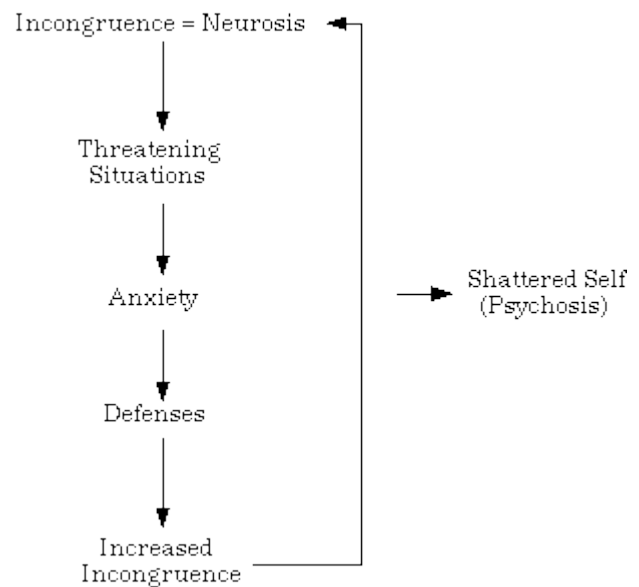 Incongruence = Neurosis
Threatening
Situations
Anxiety
Shattered Self
(Psychosis)
Defenses
Increased
Incongruence